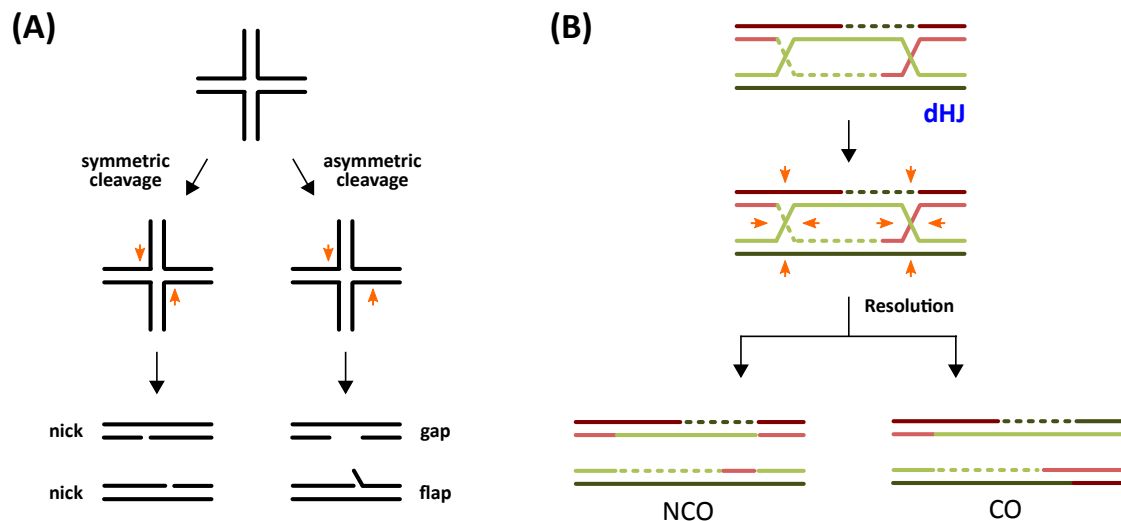 (A)
symmetric
cleavage
asymmetric
cleavage
nick
gap
nick
flap
(B)
dHJ
Resolution
NCO
CO